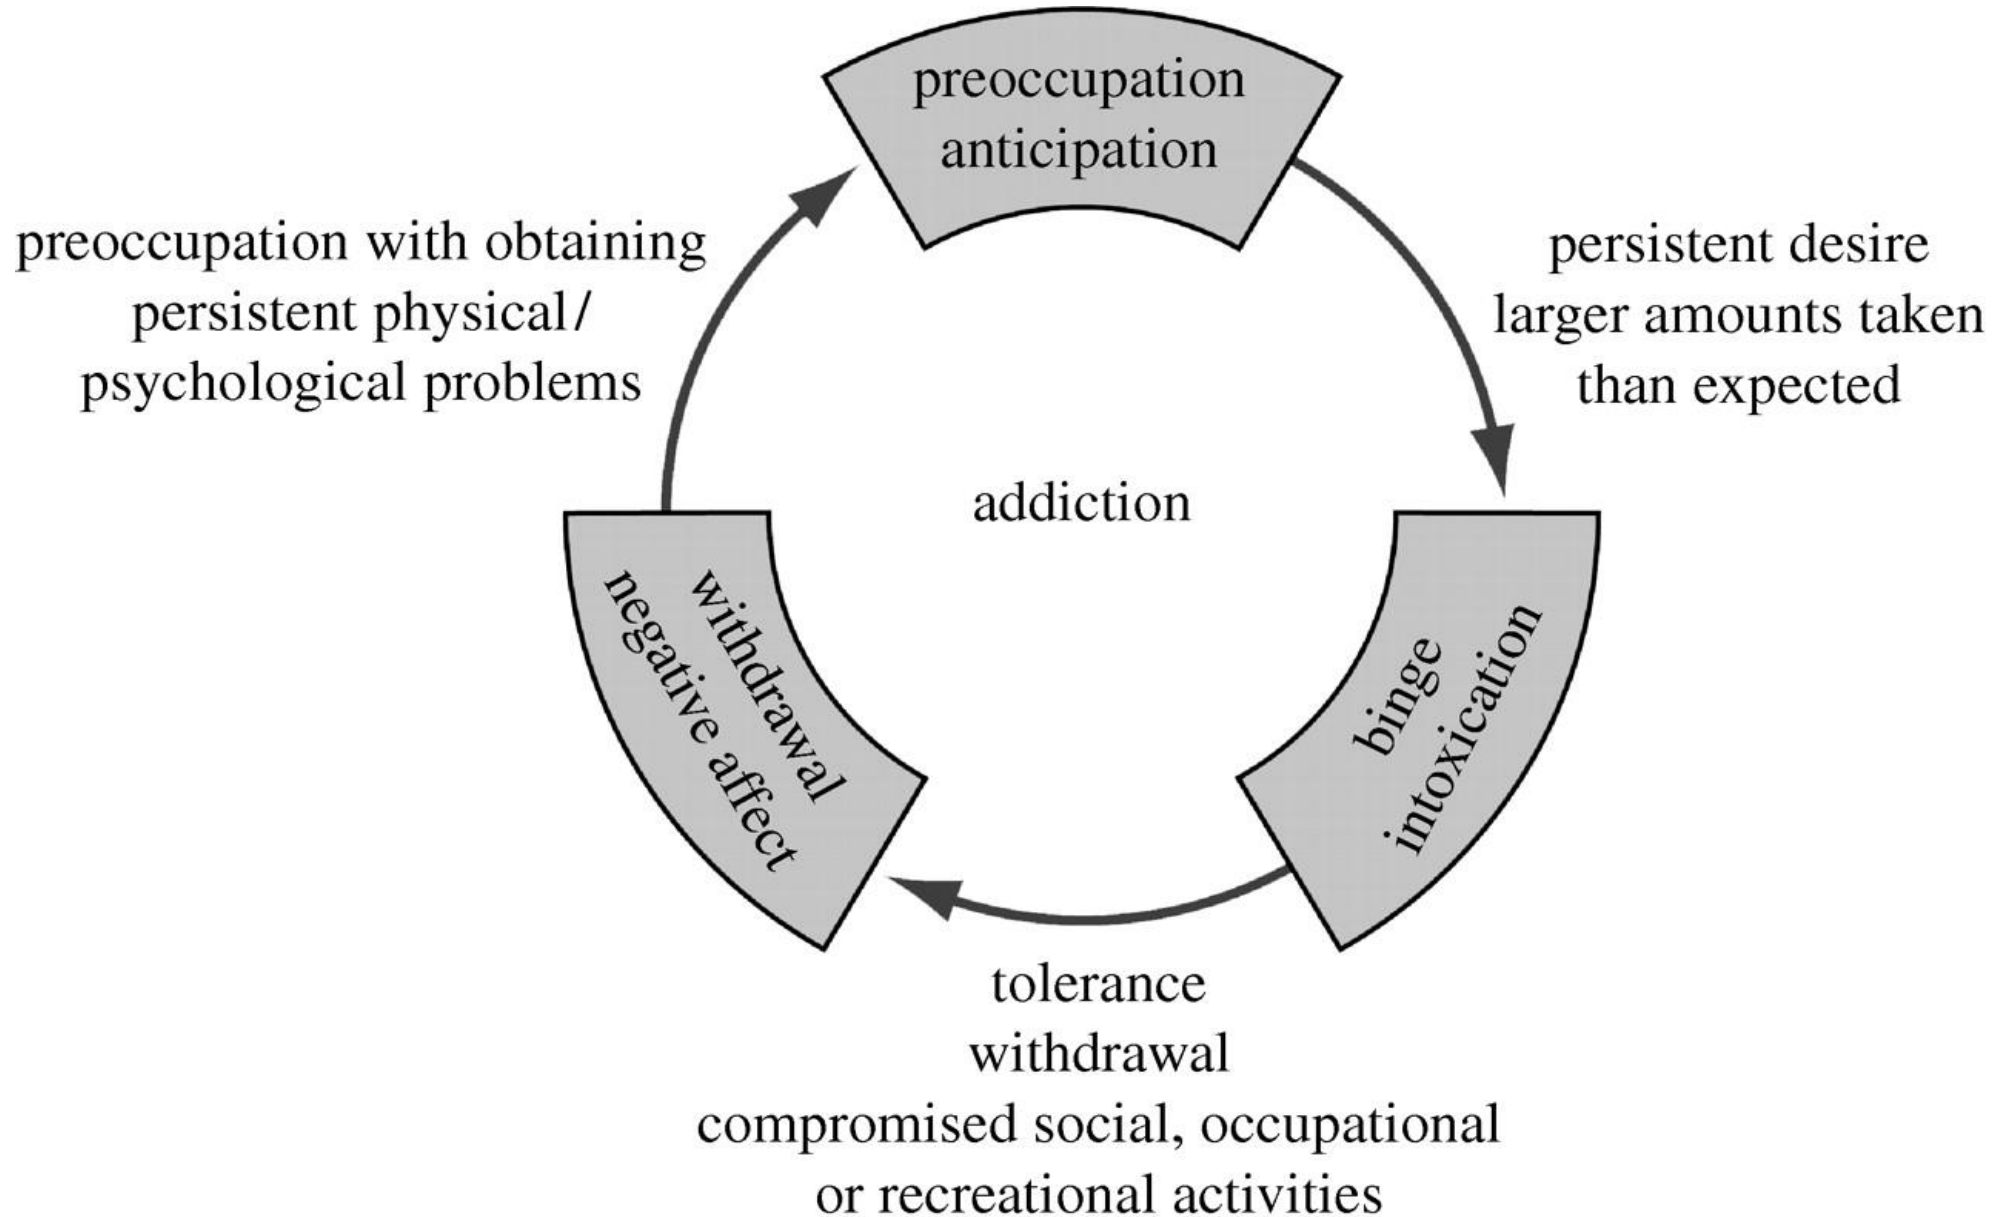 preoccupation
anticipation
preoccupation with obtaining
persistent physical/
psychological problems
persistent desire
larger amounts taken
than expected
addiction
withdrawal
negative affect
binge
intoxication
tolerance
withdrawal
compromised social, occupational
or recreational activities